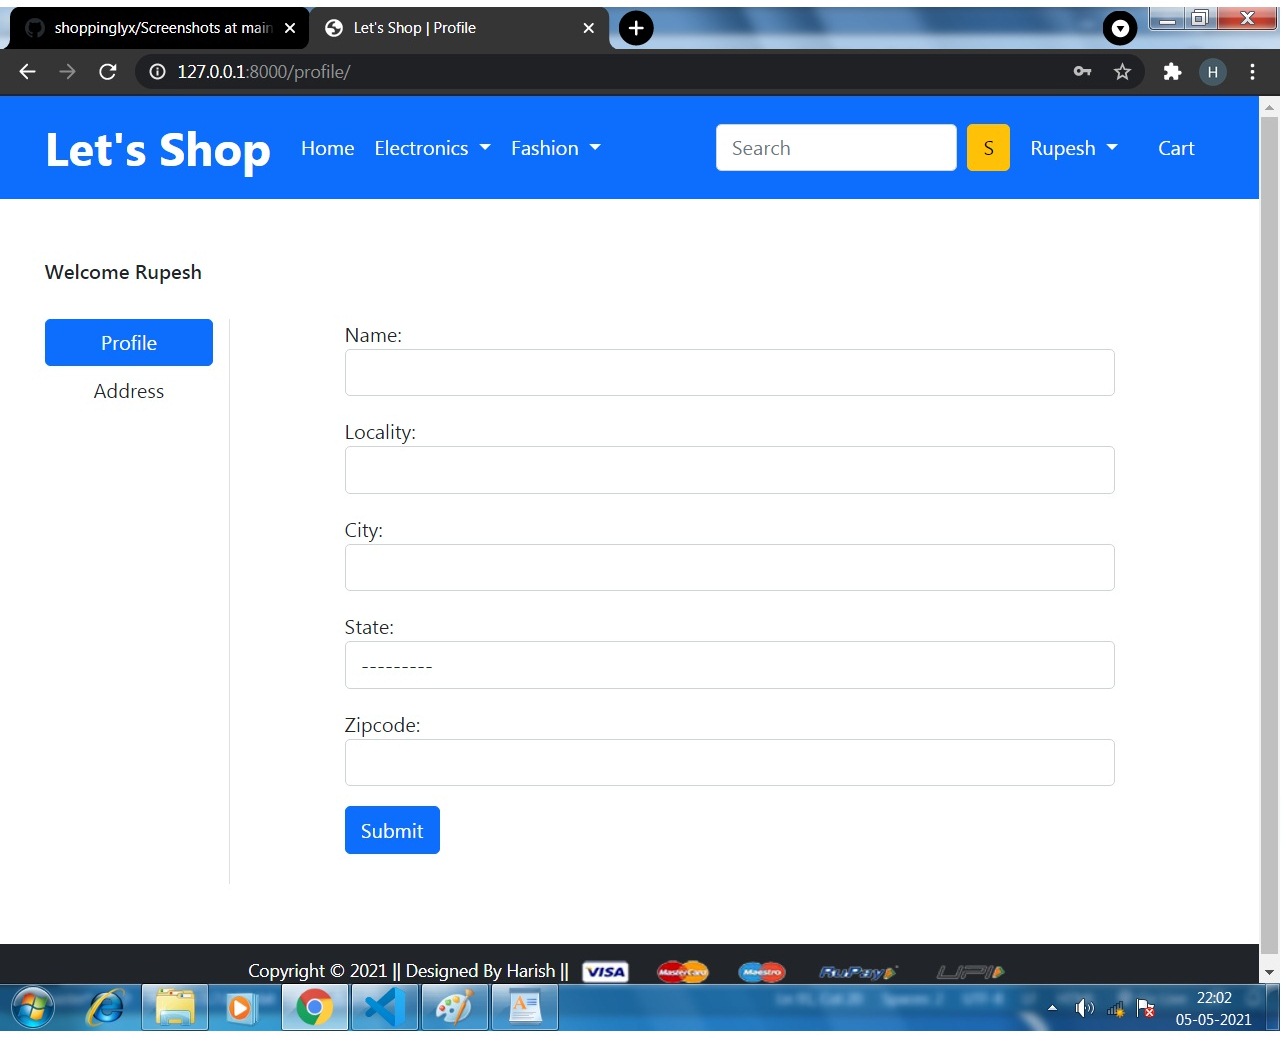 shoppinglyx/Screenshots at main
Let's Shop | Profile
127.0.0.1:8000/profile/
H
Let's Shop
Home
Electronics
Fashion
Search
S
Rupesh
Cart
Welcome Rupesh
Profile
Address
Name:
Locality:
City:
State:
---------
Zipcode:
Submit
Copyright © 2021 || Designed By Harish ||
VISA
MasterCard
Maestro
RuPay
UPI
22:02
05-05-2021